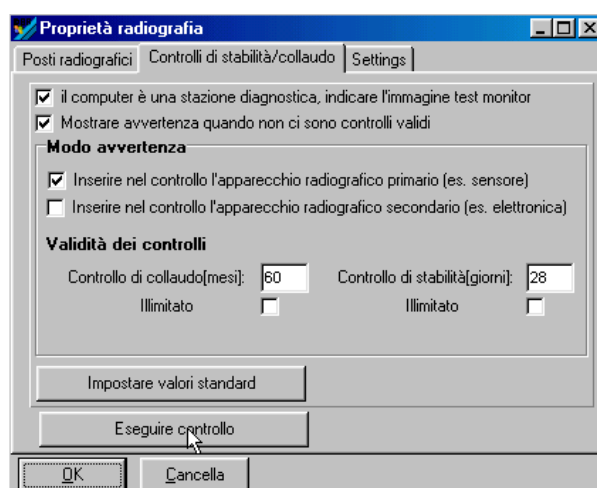 Proprietà radiografia
Posti radiografici Controlli di stabilità/collaudo Settings
il computer è una stazione diagnostica, indicare l'immagine test monitor
Mostrare avvertenza quando non ci sono controlli validi
Modo avvertenza
Inserire nel controllo l'apparecchio radiografico primario (es. sensore)
Inserire nel controllo l'apparecchio radiografico secondario (es. elettronica)
Validità dei controlli
Controllo di collaudo[mesi]: 60 Controllo di stabilità[giorni]: 28
Illimitato Illimitato
Impostare valori standard
Eseguire controllo
OK Cancella